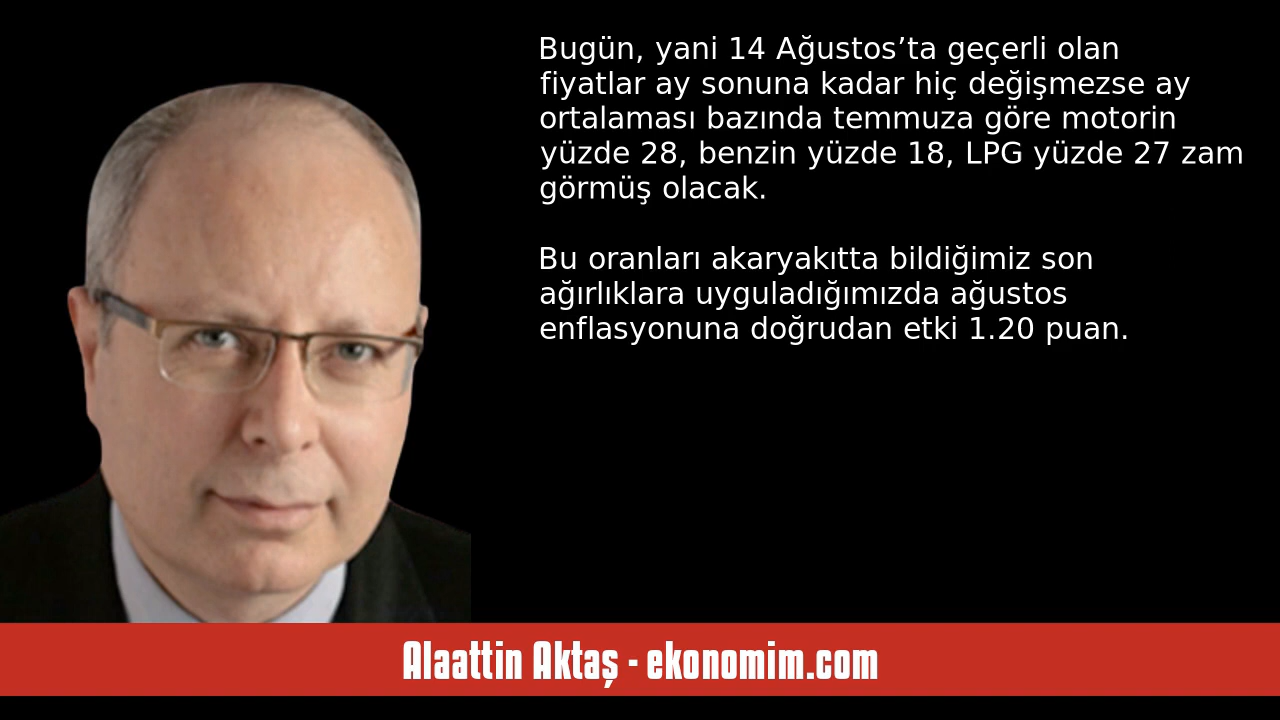 Bugün, yani 14 Ağustos’ta geçerli olan
fiyatlar ay sonuna kadar hiç değişmezse ay
ortalaması bazında temmuza göre motorin
yüzde 28, benzin yüzde 18, LPG yüzde 27 zam
görmüş olacak.
Bu oranları akaryakıtta bildiğimiz son
ağırlıklara uyguladığımızda ağustos
enflasyonuna doğrudan etki 1.20 puan.
Alaattin Aktaş - ekonomim.com